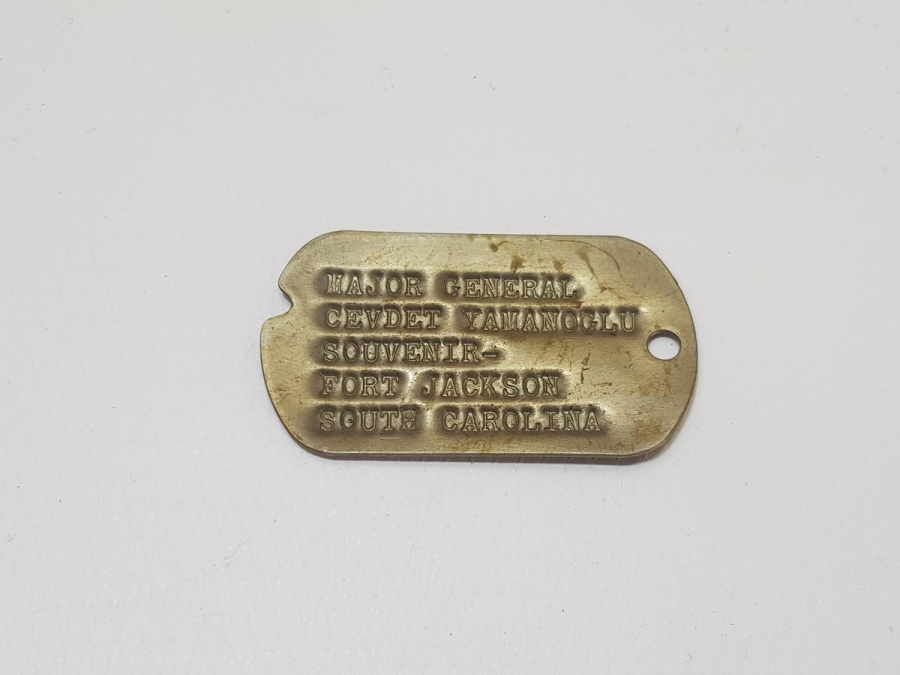 MAJOR GENERAL
CEVDET YAMANOGLU
SOUVENIR-
FORT JACKSON
SOUTH CAROLINA